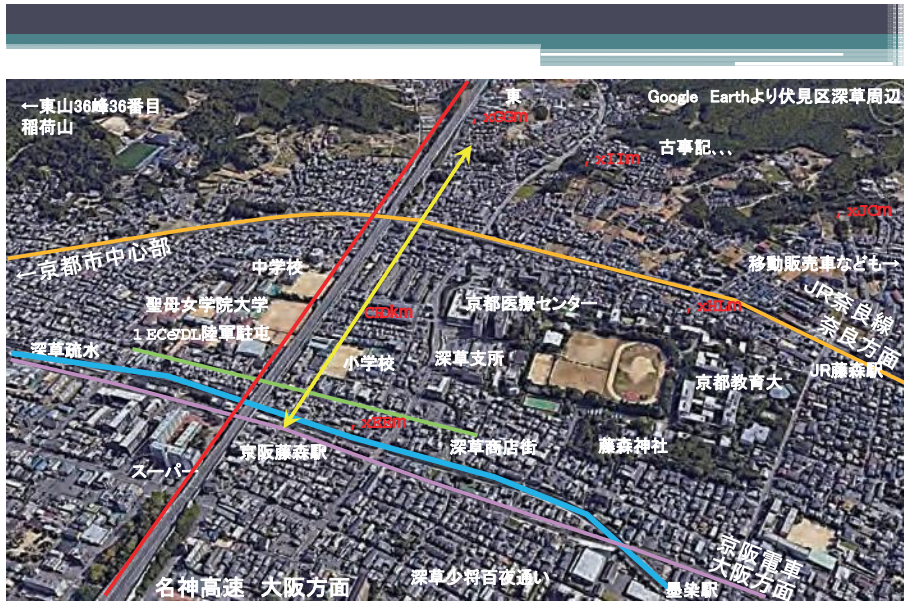 ←東山36峰36番目
稲荷山
東
Google Earthより伏見区深草周辺
古事記、、、
←京都市中心部
中学校
移動販売車なども→
聖母女学院大学
陸軍駐屯
京都医療センター
JR奈良線
奈良方面
深草疏水
小学校
深草支所
JR藤森駅
京都教育大
京阪藤森駅
深草商店街
藤森神社
スーパー
京阪電車
大阪方面
名神高速 大阪方面
深草少将百夜通い
墨染駅